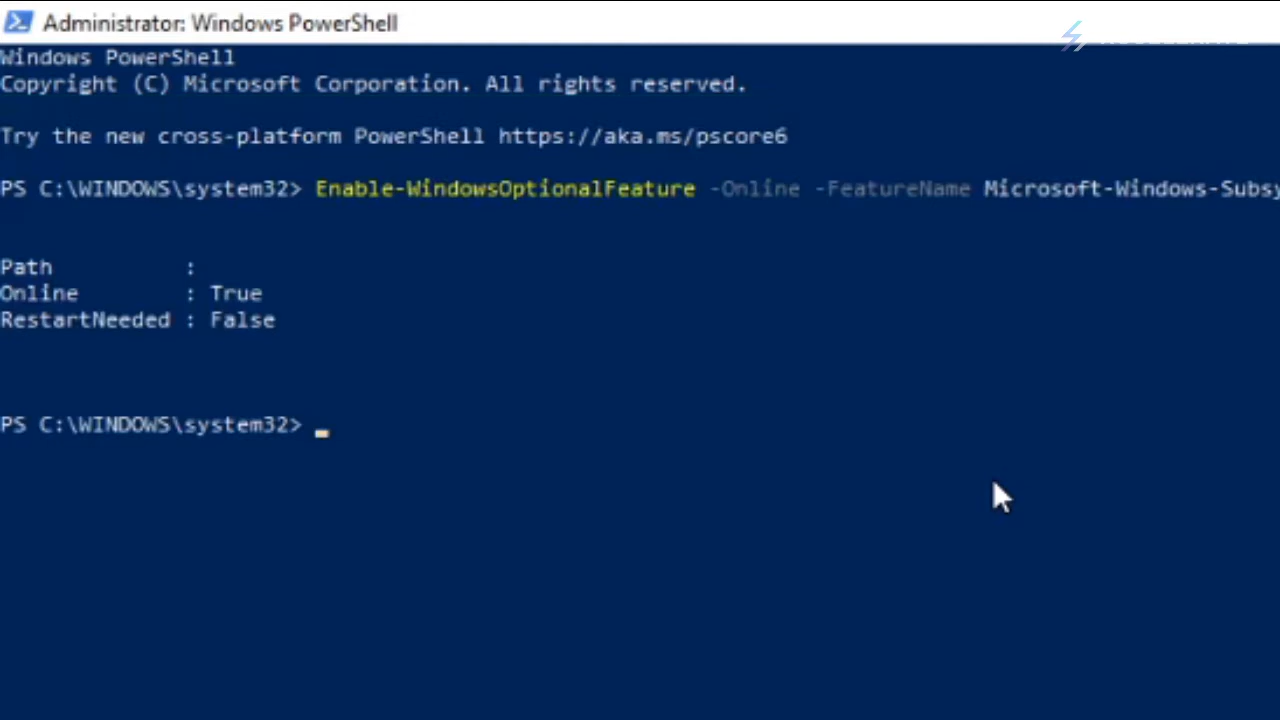 Administrator: Windows PowerShell
Windows PowerShell
Copyright (C) Microsoft Corporation. All rights reserved.
Try the new cross-platform PowerShell https://aka.ms/pscore6
PS C:\WINDOWS\system32> Enable-WindowsOptionalFeature -Online -FeatureName Microsoft-Windows-Subsy
Path :
Online : True
RestartNeeded : False
PS C:\WINDOWS\system32>